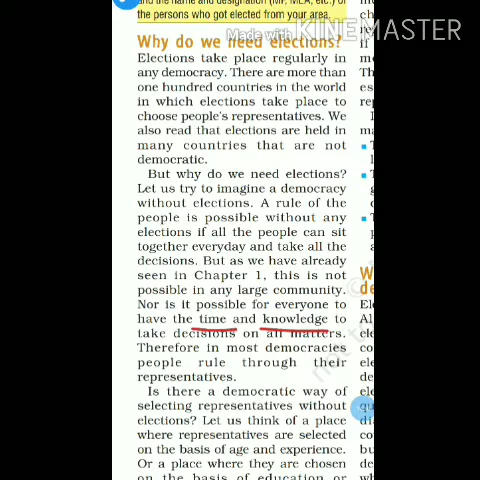 and the name and designation (MP, MLA, etc.) of
the persons who got elected from your area.
Made with KINEMASTER
Why do we need elections?
Elections take place regularly in
any democracy. There are more than
one hundred countries in the world
in which elections take place to
choose people's representatives. We
also read that elections are held in
many countries that are not
democratic.
But why do we need elections?
Let us try to imagine a democracy
without elections. A rule of the
people is possible without any
elections if all the people can sit
together everyday and take all the
decisions. But as we have already
seen in Chapter 1, this is not
possible in any large community.
Nor is it possible for everyone to
have the time and knowledge to
take decisions on all matters.
Therefore in most democracies
people rule through their
representatives.
Is there a democratic way of
selecting representatives without
elections? Let us think of a place
where representatives are selected
on the basis of age and experience.
Or a place where they are chosen
on the basis of education or